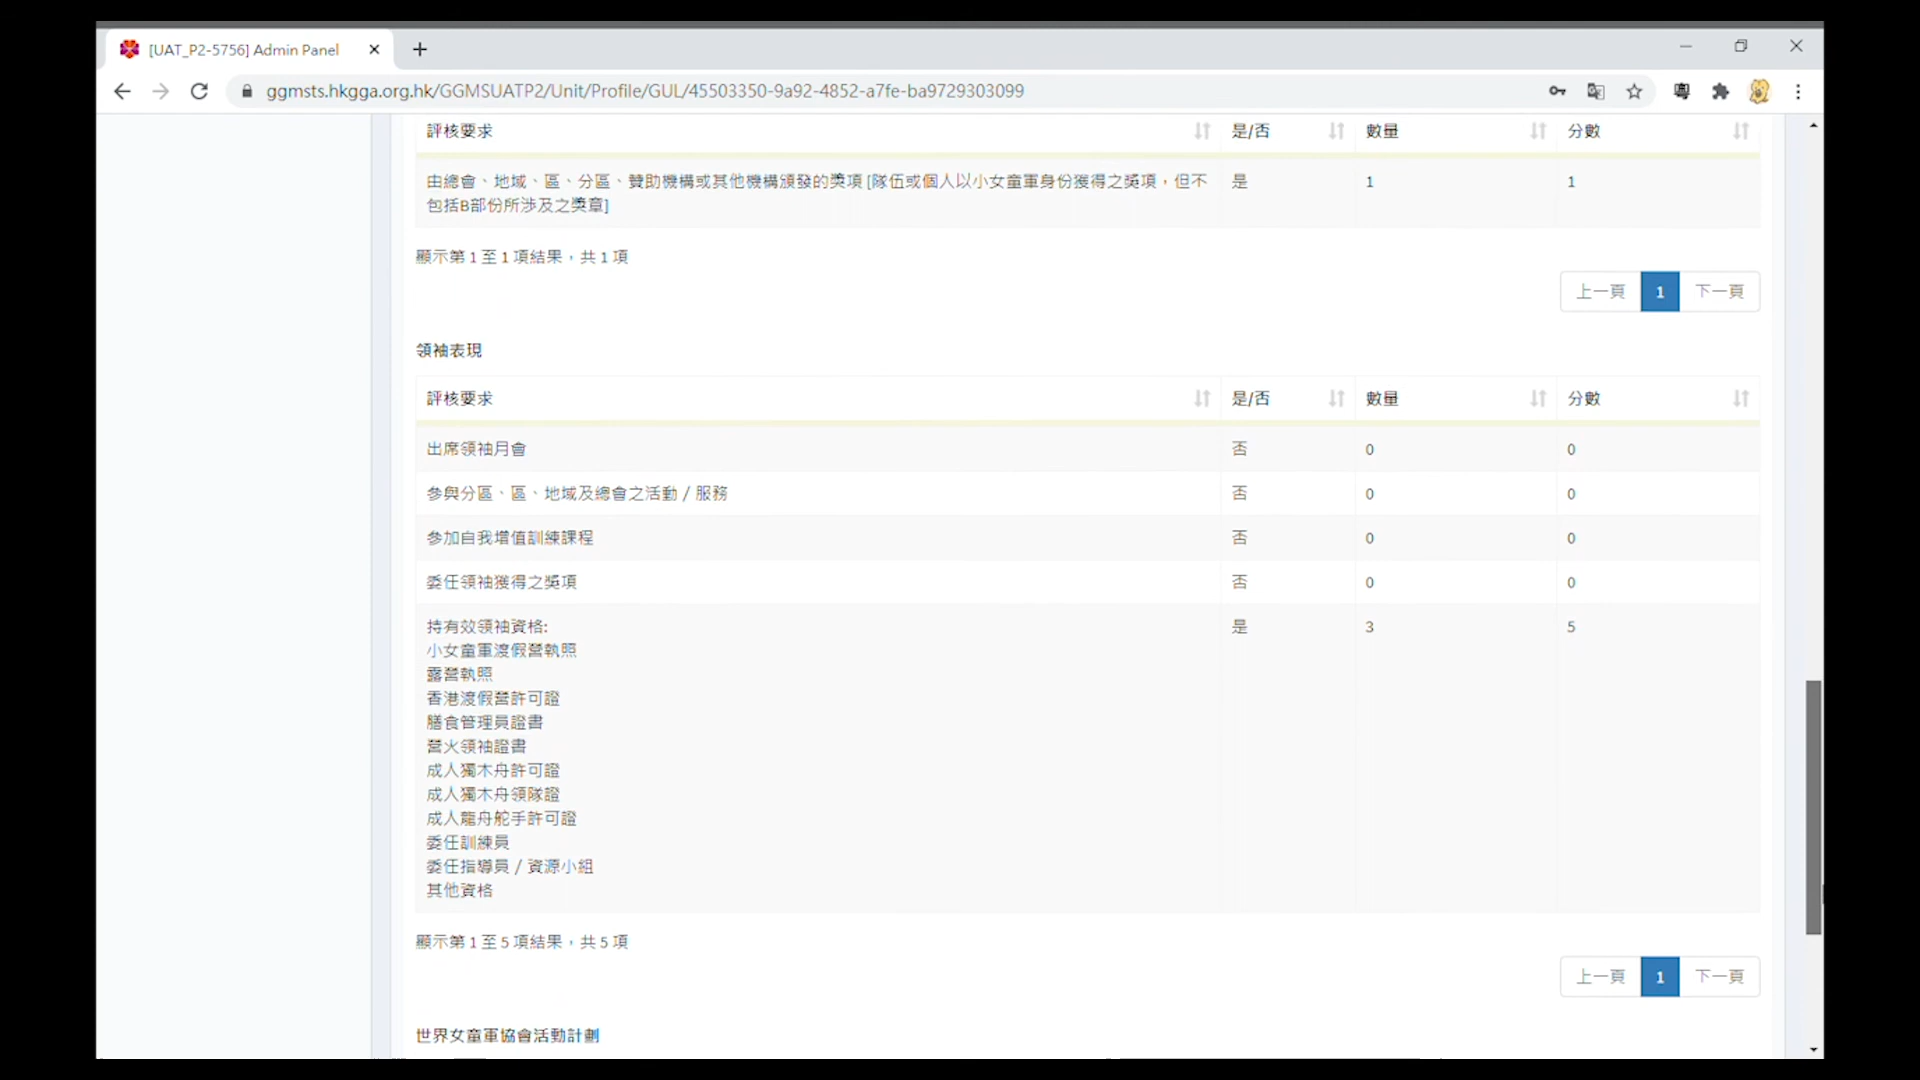 [UAT_P2-5756] Admin Panel
ggmsts.hkgga.org.hk/GGMSUATP2/Unit/Profile/GUL/45503350-9a92-4852-a7fe-ba9729303099
評核要求 是/否 數量 分數
由總會、地域、區、分區、贊助機構或其他機構頒發的獎項 [隊伍或個人以小女童軍身份獲得之獎項，但不 是 1 1
包括B部份所涉及之獎章]
顯示第 1 至 1 項結果，共 1 項
上一頁 1 下一頁
領袖表現
評核要求 是/否 數量 分數
出席領袖月會 否 0 0
參與分區、區、地域及總會之活動 / 服務 否 0 0
參加自我增值訓練課程 否 0 0
委任領袖獲得之獎項 否 0 0
持有效領袖資格: 是 3 5
小女童軍渡假營執照
露營執照
香港渡假營許可證
膳食管理員證書
營火領袖證書
成人獨木舟許可證
成人獨木舟領隊證
成人龍舟舵手許可證
委任訓練員
委任指導員 / 資源小組
其他資格
顯示第 1 至 5 項結果，共 5 項
上一頁 1 下一頁
世界女童軍協會活動計劃